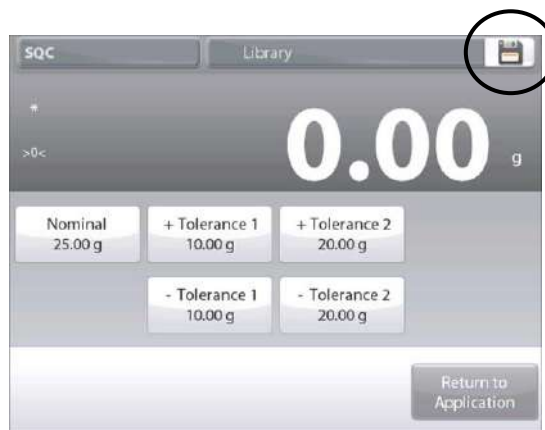 SQC
Library
*
>0<
0.00 g
Nominal
25.00 g
+ Tolerance 1
10.00 g
+ Tolerance 2
20.00 g
- Tolerance 1
10.00 g
- Tolerance 2
20.00 g
Return to
Application